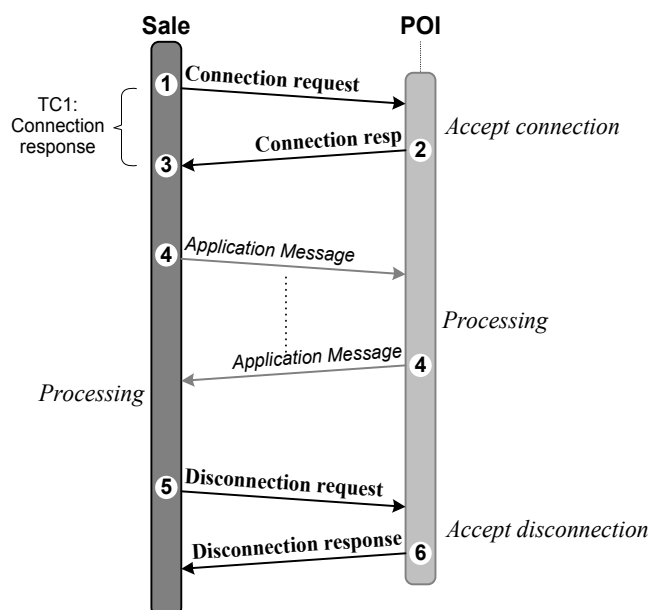 Sale
POI
1
Connection request
TC1:
Connection
response
Accept connection
Connection resp
2
3
4
Application Message
Processing
Application Message
4
Processing
5
Disconnection request
Accept disconnection
Disconnection response
6